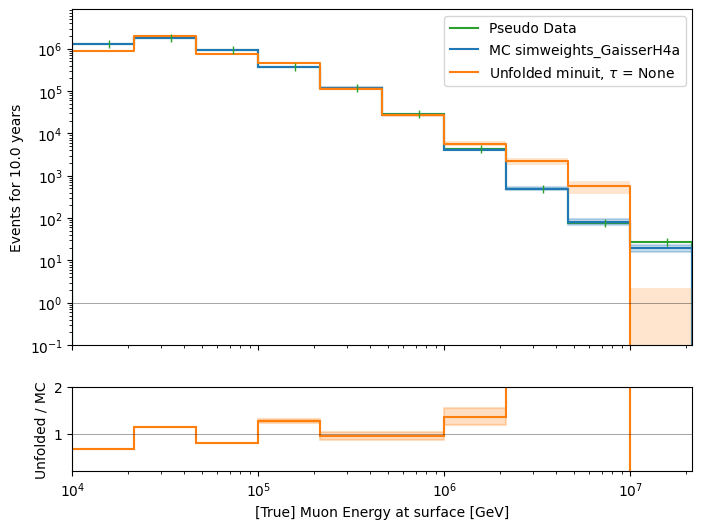 Pseudo Data
MC simweights_GaisserH4a
Unfolded minuit, τ = None
Events for 10.0 years
10⁶
10⁵
10⁴
10³
10²
10¹
10⁰
10⁻¹
Unfolded / MC
2
1
10⁴ 10⁵ 10⁶ 10⁷
[True] Muon Energy at surface [GeV]